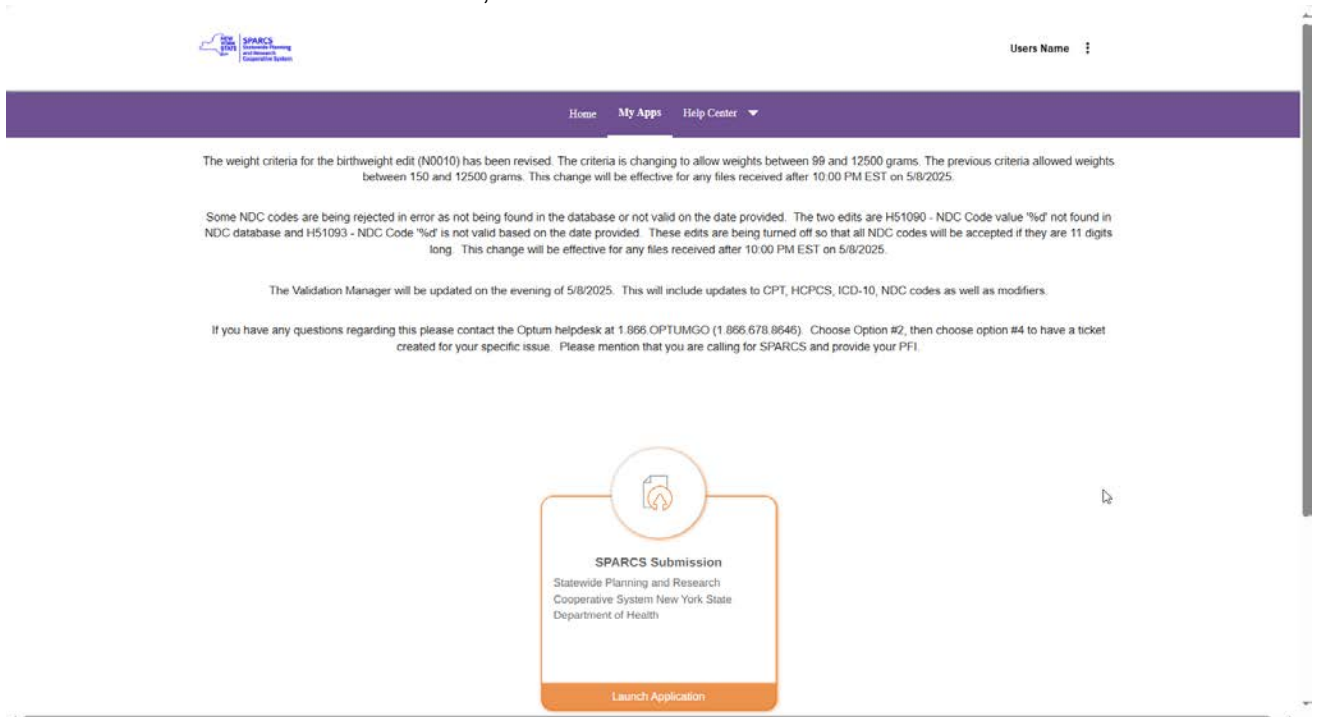 NEW
YORK
STATE
SPARCS
Statewide Planning
and Research
Cooperative System
Users Name
Home My Apps Help Center
The weight criteria for the birthweight edit (N0010) has been revised. The criteria is changing to allow weights between 99 and 12500 grams. The previous criteria allowed weights
between 150 and 12500 grams. This change will be effective for any files received after 10:00 PM EST on 5/8/2025.
Some NDC codes are being rejected in error as not being found in the database or not valid on the date provided. The two edits are H51090 - NDC Code value '%d' not found in
NDC database and H51093 - NDC Code '%d' is not valid based on the date provided. These edits are being turned off so that all NDC codes will be accepted if they are 11 digits
long. This change will be effective for any files received after 10:00 PM EST on 5/8/2025.
The Validation Manager will be updated on the evening of 5/8/2025. This will include updates to CPT, HCPCS, ICD-10, NDC codes as well as modifiers.
If you have any questions regarding this please contact the Optum helpdesk at 1.866.OPTUMGO (1.866.678.8646). Choose Option #2, then choose option #4 to have a ticket
created for your specific issue. Please mention that you are calling for SPARCS and provide your PFI.
SPARCS Submission
Statewide Planning and Research
Cooperative System New York State
Department of Health
Launch Application